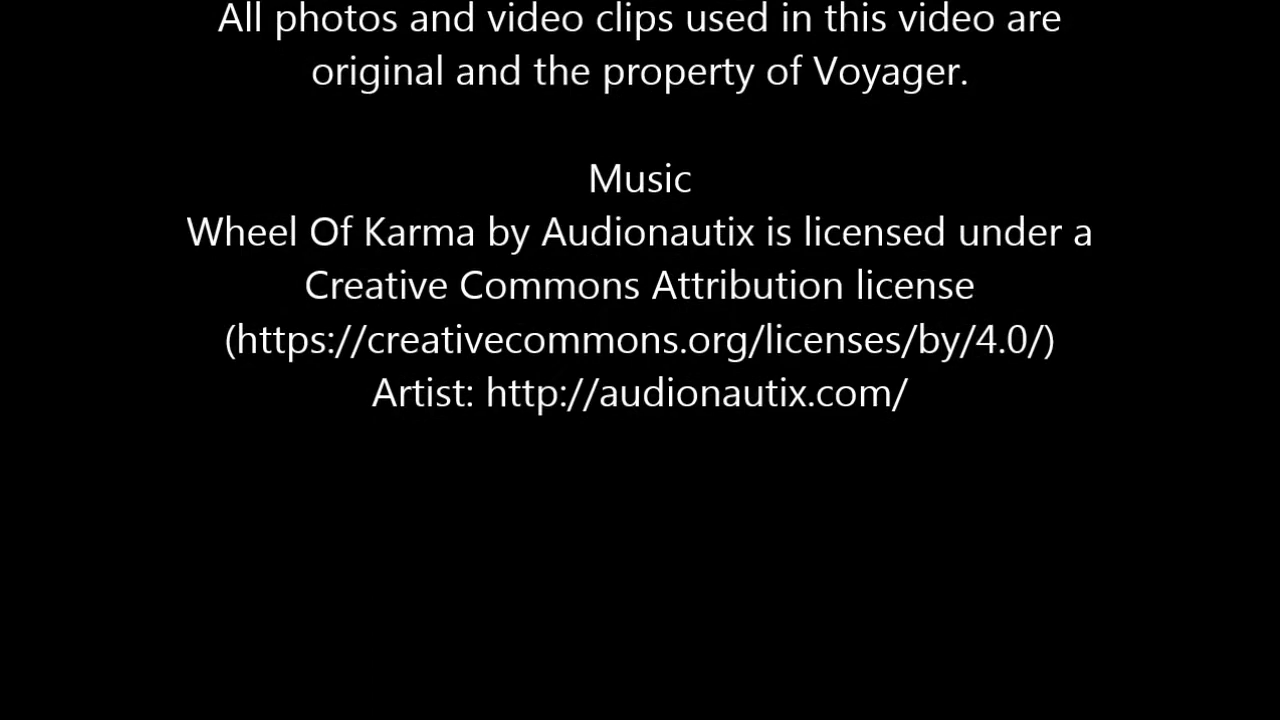 All photos and video clips used in this video are
original and the property of Voyager.
Music
Wheel Of Karma by Audionautix is licensed under a
Creative Commons Attribution license
(https://creativecommons.org/licenses/by/4.0/)
Artist: http://audionautix.com/